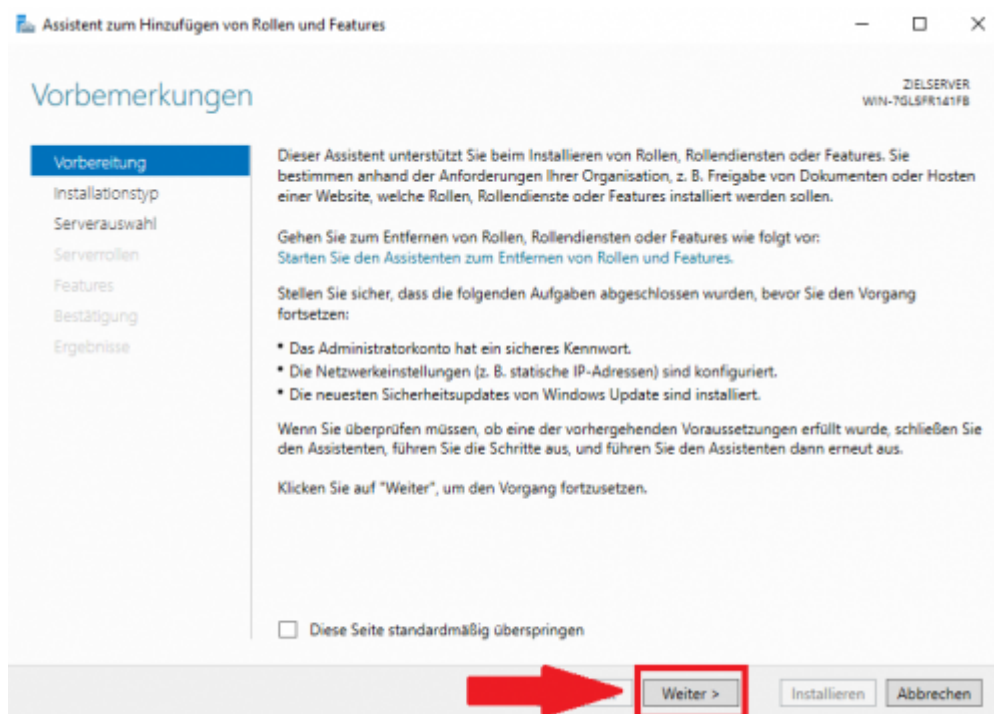 Assistent zum Hinzufügen von Rollen und Features
Vorbemerkungen
ZIELSERVER
WIN-7GLSFR141FB
Vorbereitung
Installationstyp
Serverauswahl
Serverrollen
Features
Bestätigung
Ergebnisse
Dieser Assistent unterstützt Sie beim Installieren von Rollen, Rollendiensten oder Features. Sie
bestimmen anhand der Anforderungen Ihrer Organisation, z. B. Freigabe von Dokumenten oder Hosten
einer Website, welche Rollen, Rollendienste oder Features installiert werden sollen.
Gehen Sie zum Entfernen von Rollen, Rollendiensten oder Features wie folgt vor:
Starten Sie den Assistenten zum Entfernen von Rollen und Features.
Stellen Sie sicher, dass die folgenden Aufgaben abgeschlossen wurden, bevor Sie den Vorgang
fortsetzen:
• Das Administratorkonto hat ein sicheres Kennwort.
• Die Netzwerkeinstellungen (z. B. statische IP-Adressen) sind konfiguriert.
• Die neuesten Sicherheitsupdates von Windows Update sind installiert.
Wenn Sie überprüfen müssen, ob eine der vorhergehenden Voraussetzungen erfüllt wurde, schließen Sie
den Assistenten, führen Sie die Schritte aus, und führen Sie den Assistenten dann erneut aus.
Klicken Sie auf "Weiter", um den Vorgang fortzusetzen.
Diese Seite standardmäßig überspringen
Weiter >
Installieren
Abbrechen